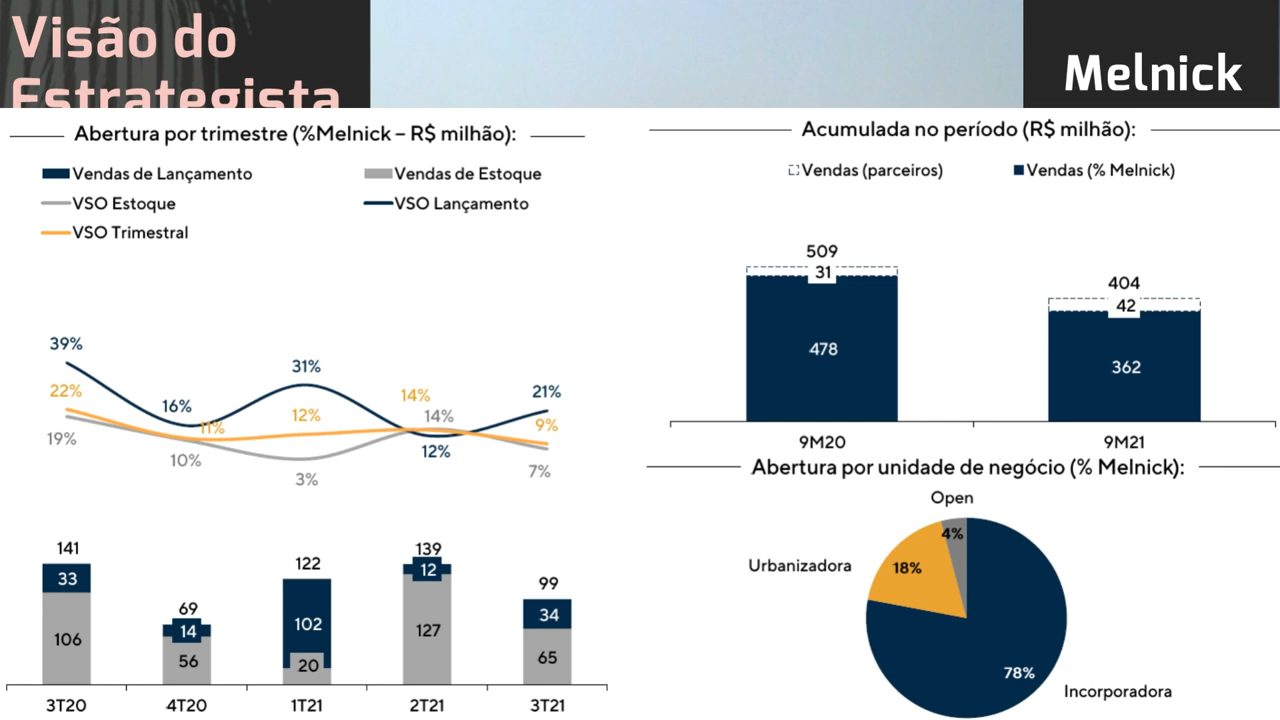 Visão do
Estrategista
Melnick
Abertura por trimestre (%Melnick – R$ milhão):
Vendas de Lançamento
Vendas de Estoque
VSO Estoque
VSO Lançamento
VSO Trimestral
39%
16%
31%
12%
21%
22%
11%
12%
14%
9%
19%
10%
3%
14%
7%
141
33
106
69
14
56
122
102
20
139
12
127
99
34
65
3T20
4T20
1T21
2T21
3T21
Acumulada no período (R$ milhão):
Vendas (parceiros)
Vendas (% Melnick)
509
31
478
404
42
362
9M20
9M21
Abertura por unidade de negócio (% Melnick):
Open
4%
Urbanizadora
18%
78%
Incorporadora